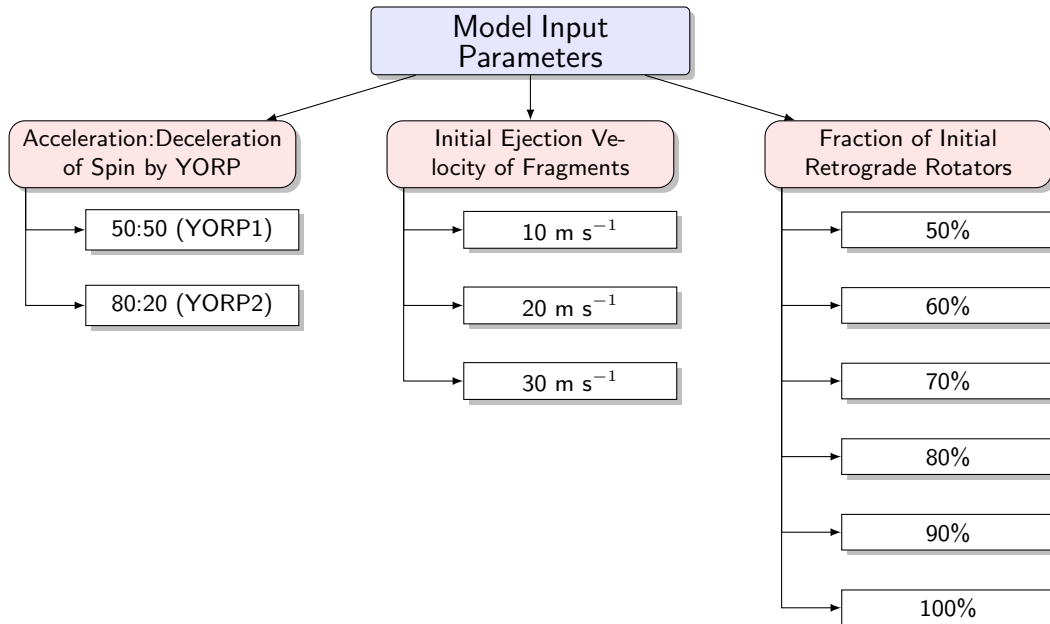 Model Input
Parameters
Acceleration:Deceleration
of Spin by YORP
50:50 (YORP1)
80:20 (YORP2)
Initial Ejection Ve-
locity of Fragments
10 m s⁻¹
20 m s⁻¹
30 m s⁻¹
Fraction of Initial
Retrograde Rotators
50%
60%
70%
80%
90%
100%